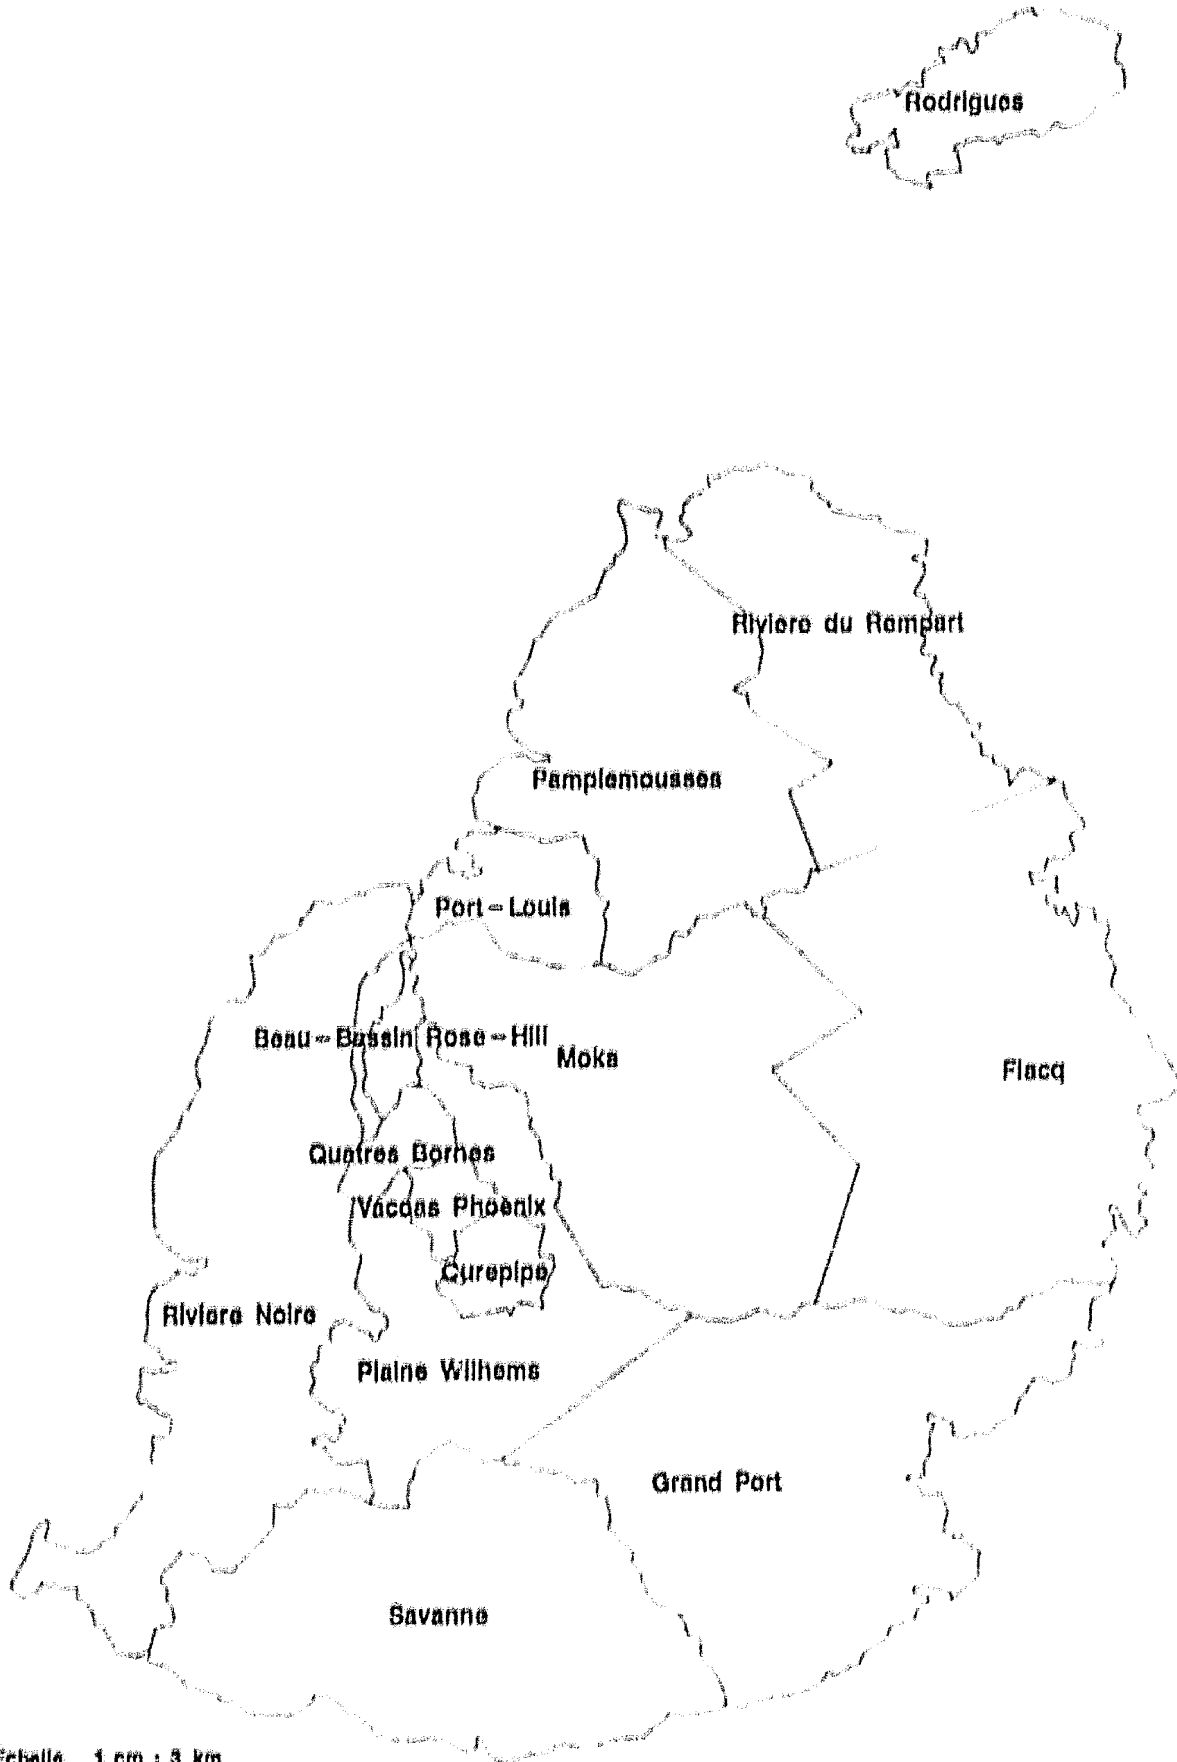 Rodrigues
Riviere du Rempart
Pamplemousses
Port-Louis
Beau-Bassin Rose-Hill
Moka
Flacq
Quatres Bornes
Vacoas Phoenix
Curepipe
Riviere Noire
Plaine Wilhems
Grand Port
Savanne
Echelle 1 cm : 3 km